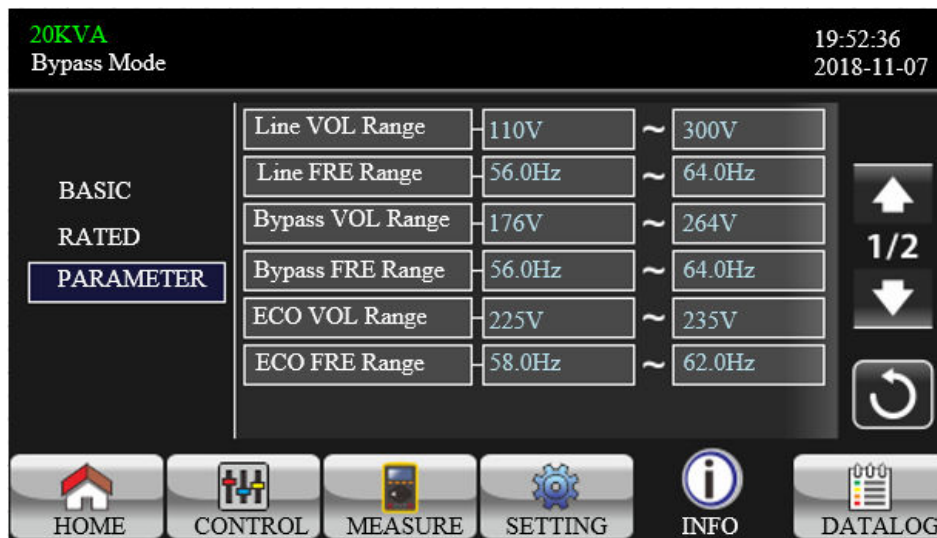 20KVA
Bypass Mode
19:52:36
2018-11-07
BASIC
RATED
PARAMETER
Line VOL Range 110V ~ 300V
Line FRE Range 56.0Hz ~ 64.0Hz
Bypass VOL Range 176V ~ 264V
Bypass FRE Range 56.0Hz ~ 64.0Hz
ECO VOL Range 225V ~ 235V
ECO FRE Range 58.0Hz ~ 62.0Hz
1/2
HOME CONTROL MEASURE SETTING INFO DATALOG